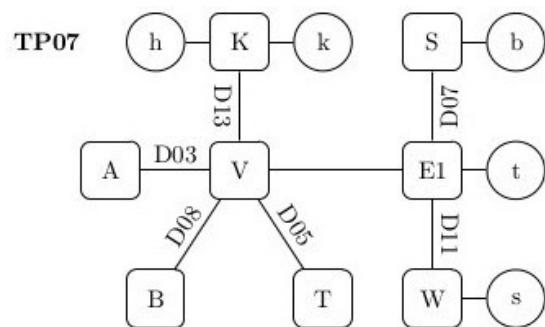 TP07
h K k S b
D13 D07
A D03 V E1 t
D08 D05 D11
B T W s